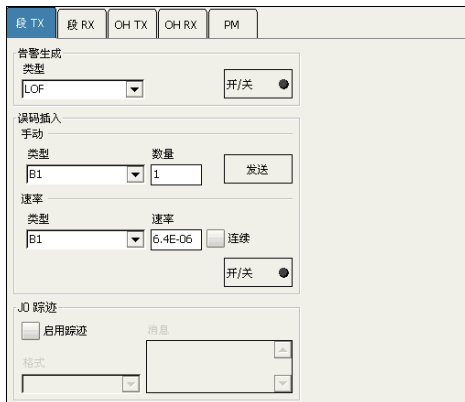 段 TX 段 RX OH TX OH RX PM
告警生成
类型
LOF 开/关
误码插入
手动
类型 数量
B1 1 发送
速率
类型 速率
B1 6.4E-06 连续
开/关
J0 踪迹
启用踪迹 消息
格式